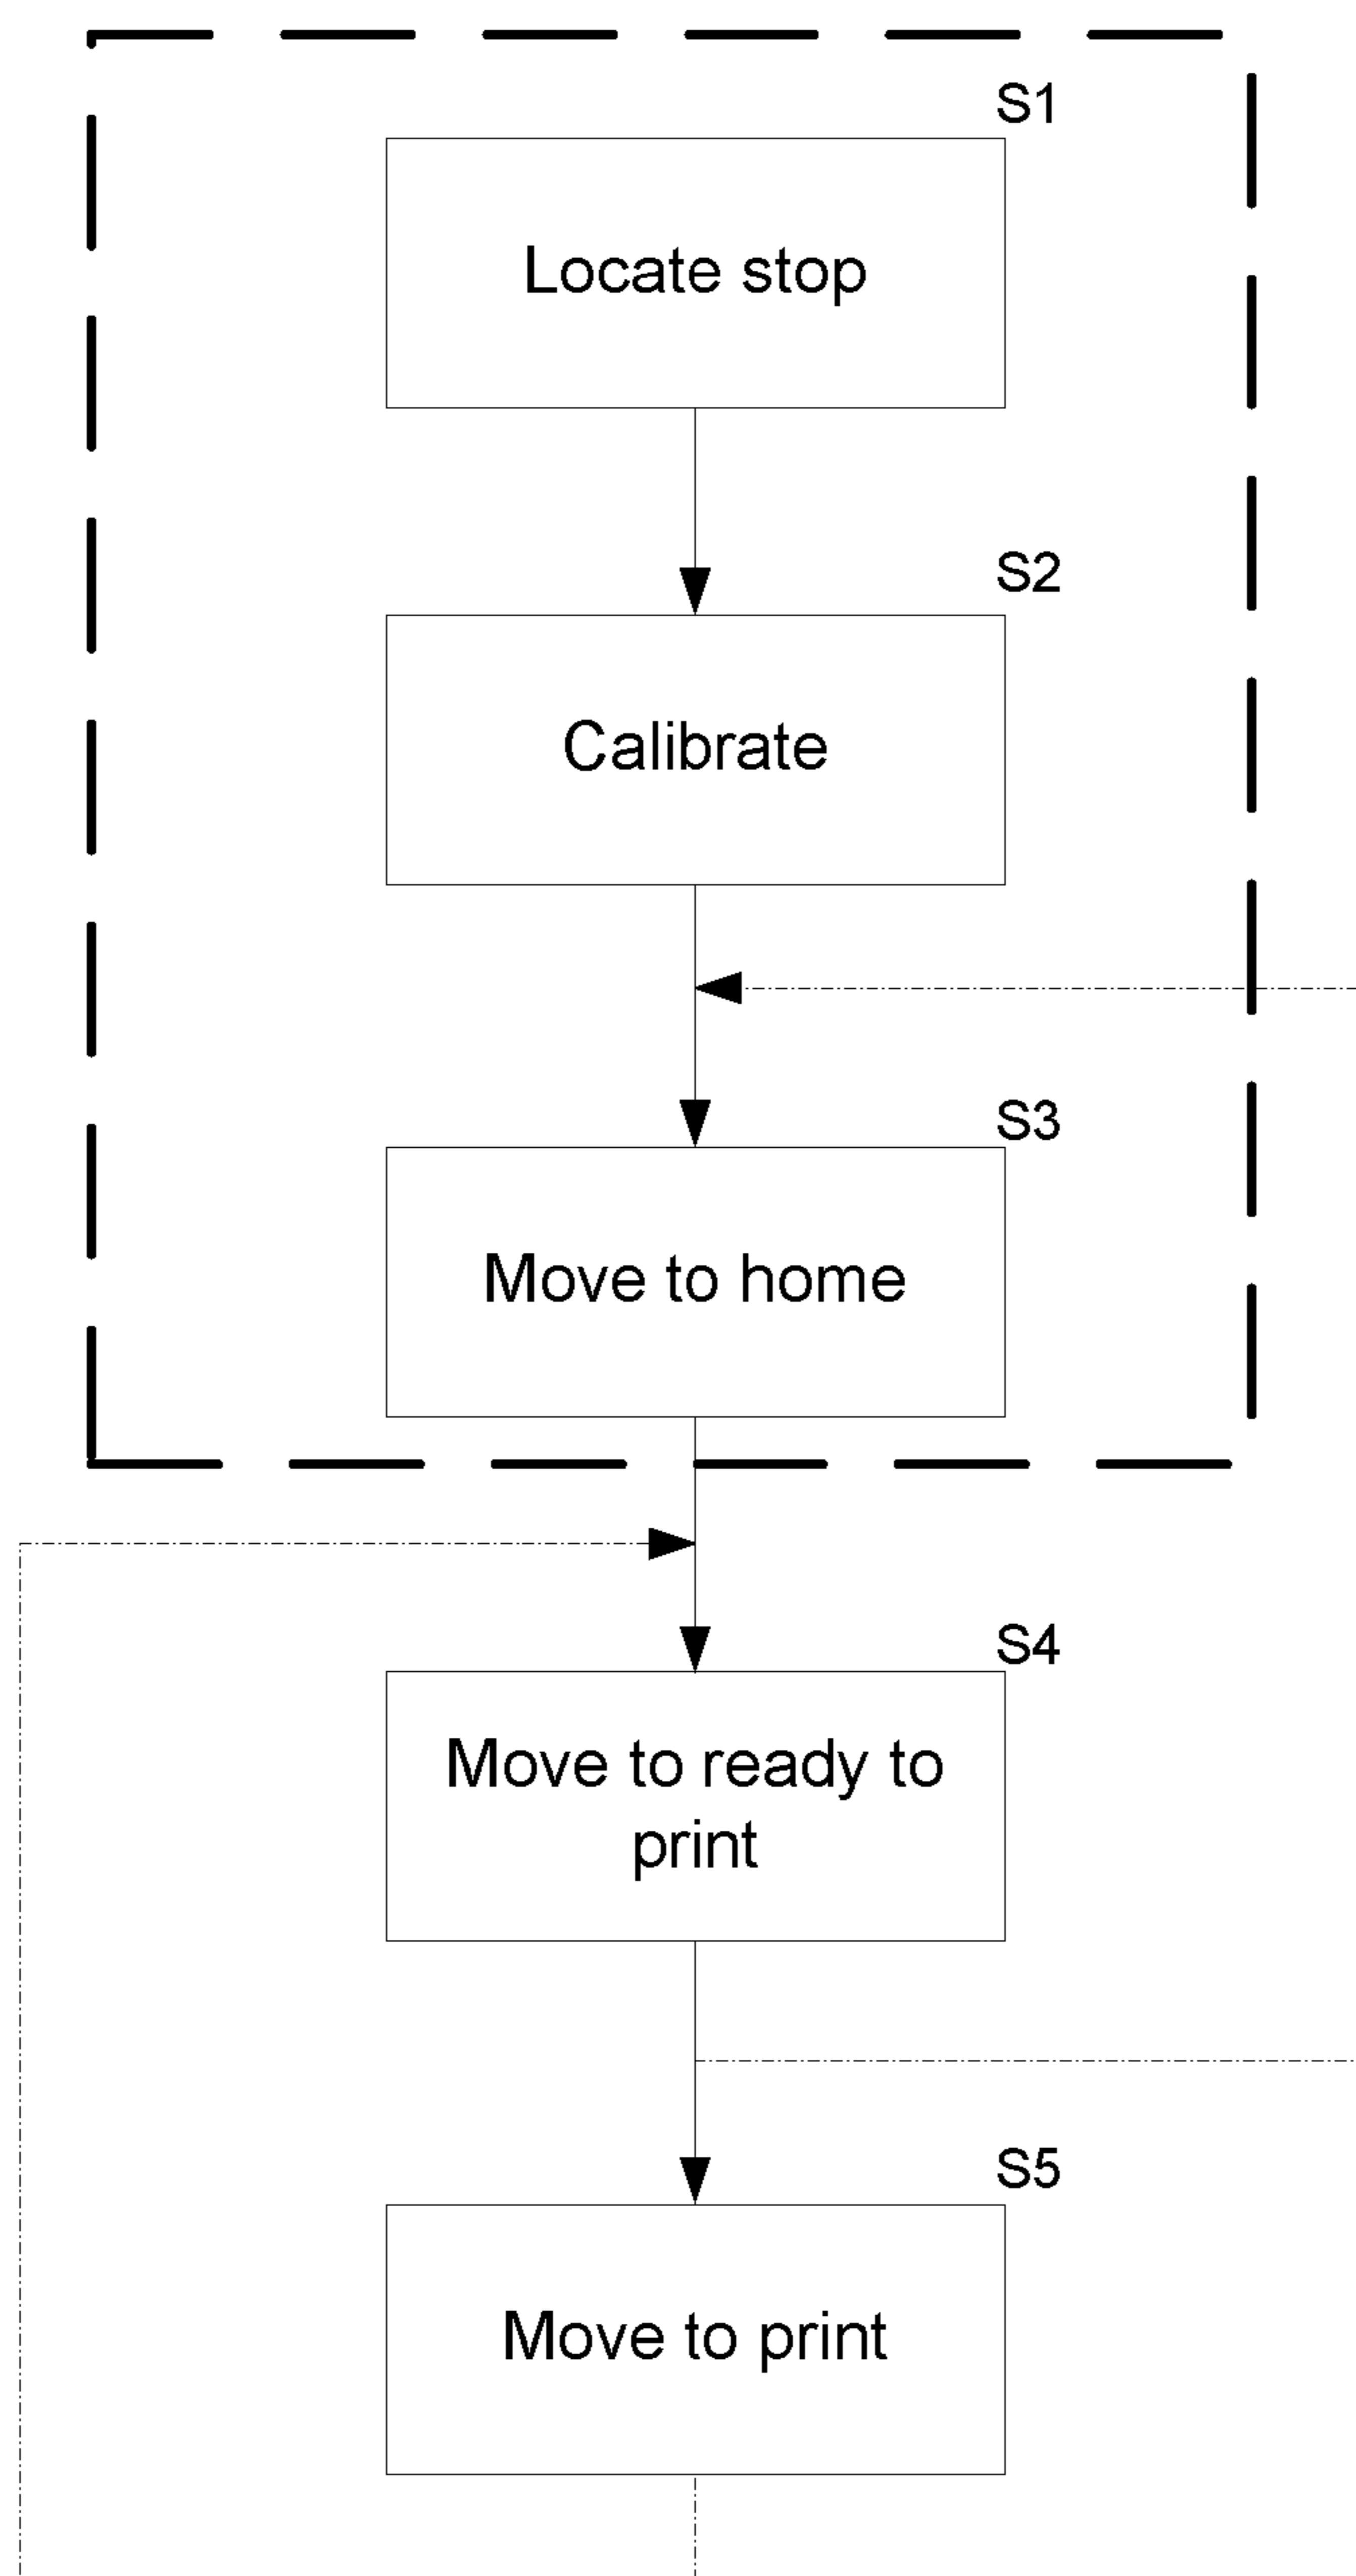 S1
Locate stop
S2
Calibrate
S3
Move to home
S4
Move to ready to
print
S5
Move to print